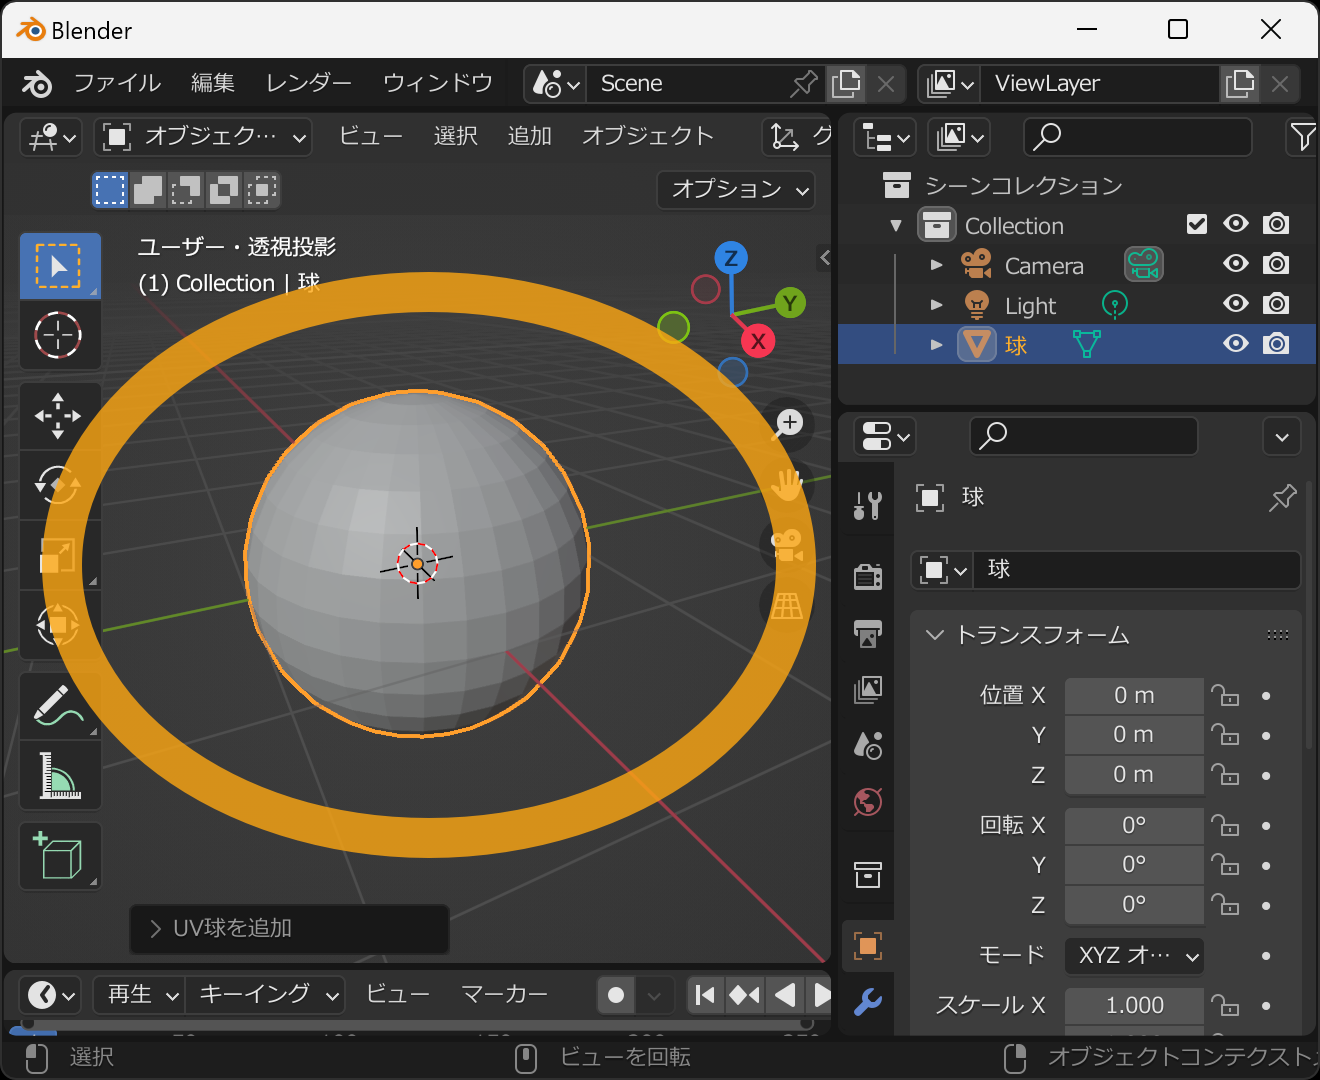 Blender
ファイル 編集 レンダー ウィンドウ Scene ViewLayer
オブジェク… ビュー 選択 追加 オブジェクト グ
オプション
ユーザー・透視投影
(1) Collection | 球
Z
Y
X
UV球を追加
シーンコレクション
Collection
Camera
Light
球
球
球
トランスフォーム
位置 X 0 m
Y 0 m
Z 0 m
回転 X 0°
Y 0°
Z 0°
モード XYZ オ…
スケール X 1.000
再生 キーイング ビュー マーカー
選択 ビューを回転 オブジェクトコンテクスト